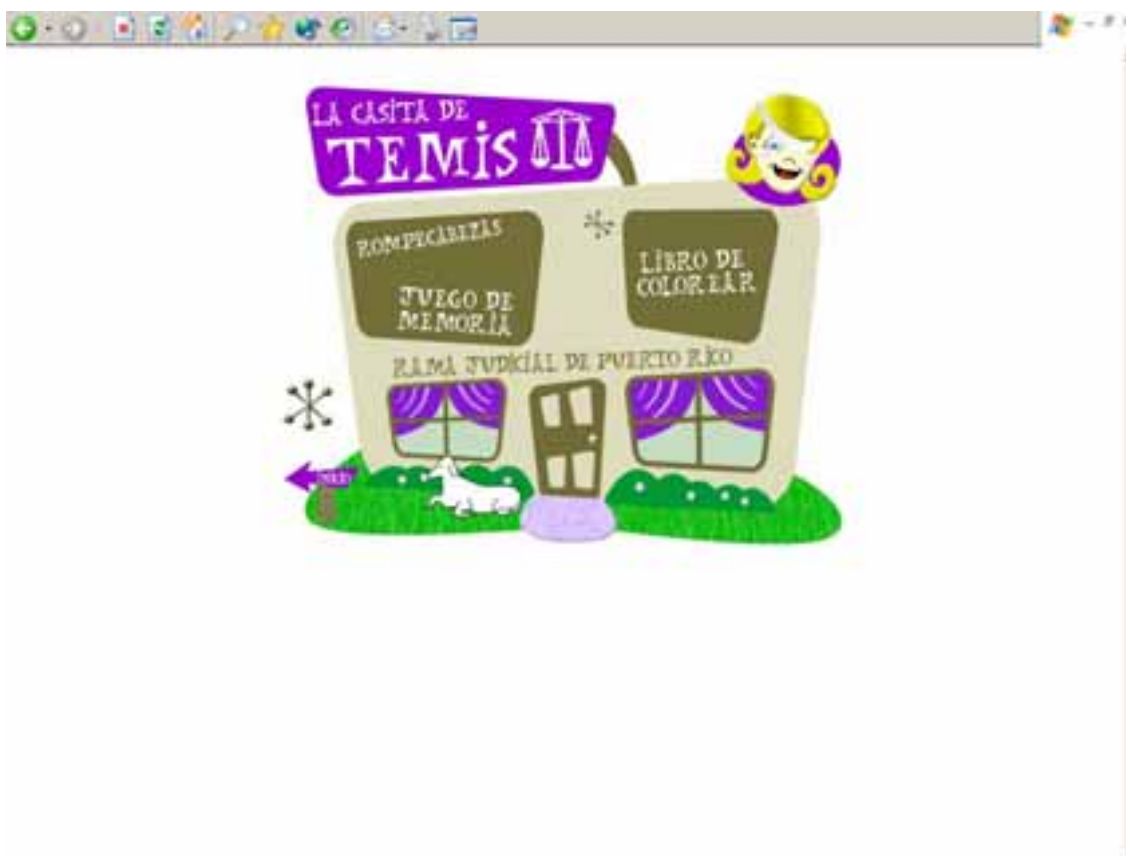 LA CASITA DE
TEMIS
ROMPECABEZAS
JUEGO DE
MEMORIA
LIBRO DE
COLOREAR
RAMA JUDICIAL DE PUERTO RICO